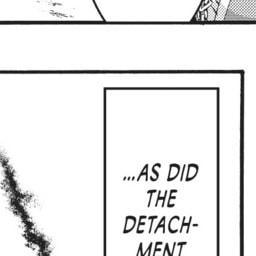 ...AS DID
THE
DETACH-
MENT